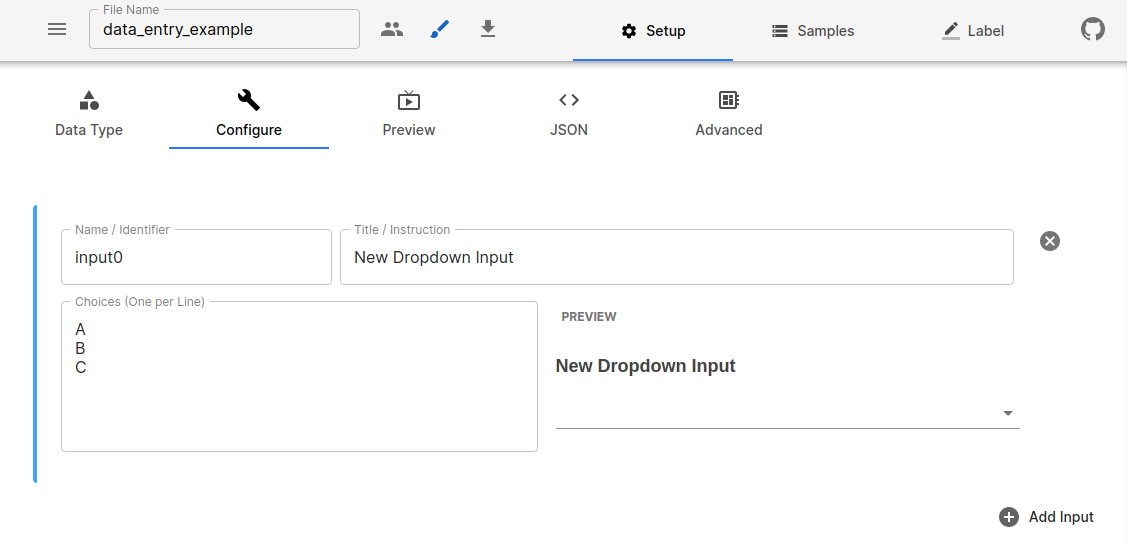 File Name
data_entry_example
Setup
Samples
Label
Data Type
Configure
Preview
JSON
Advanced
Name / Identifier
input0
Title / Instruction
New Dropdown Input
Choices (One per Line)
A
B
C
PREVIEW
New Dropdown Input
Add Input